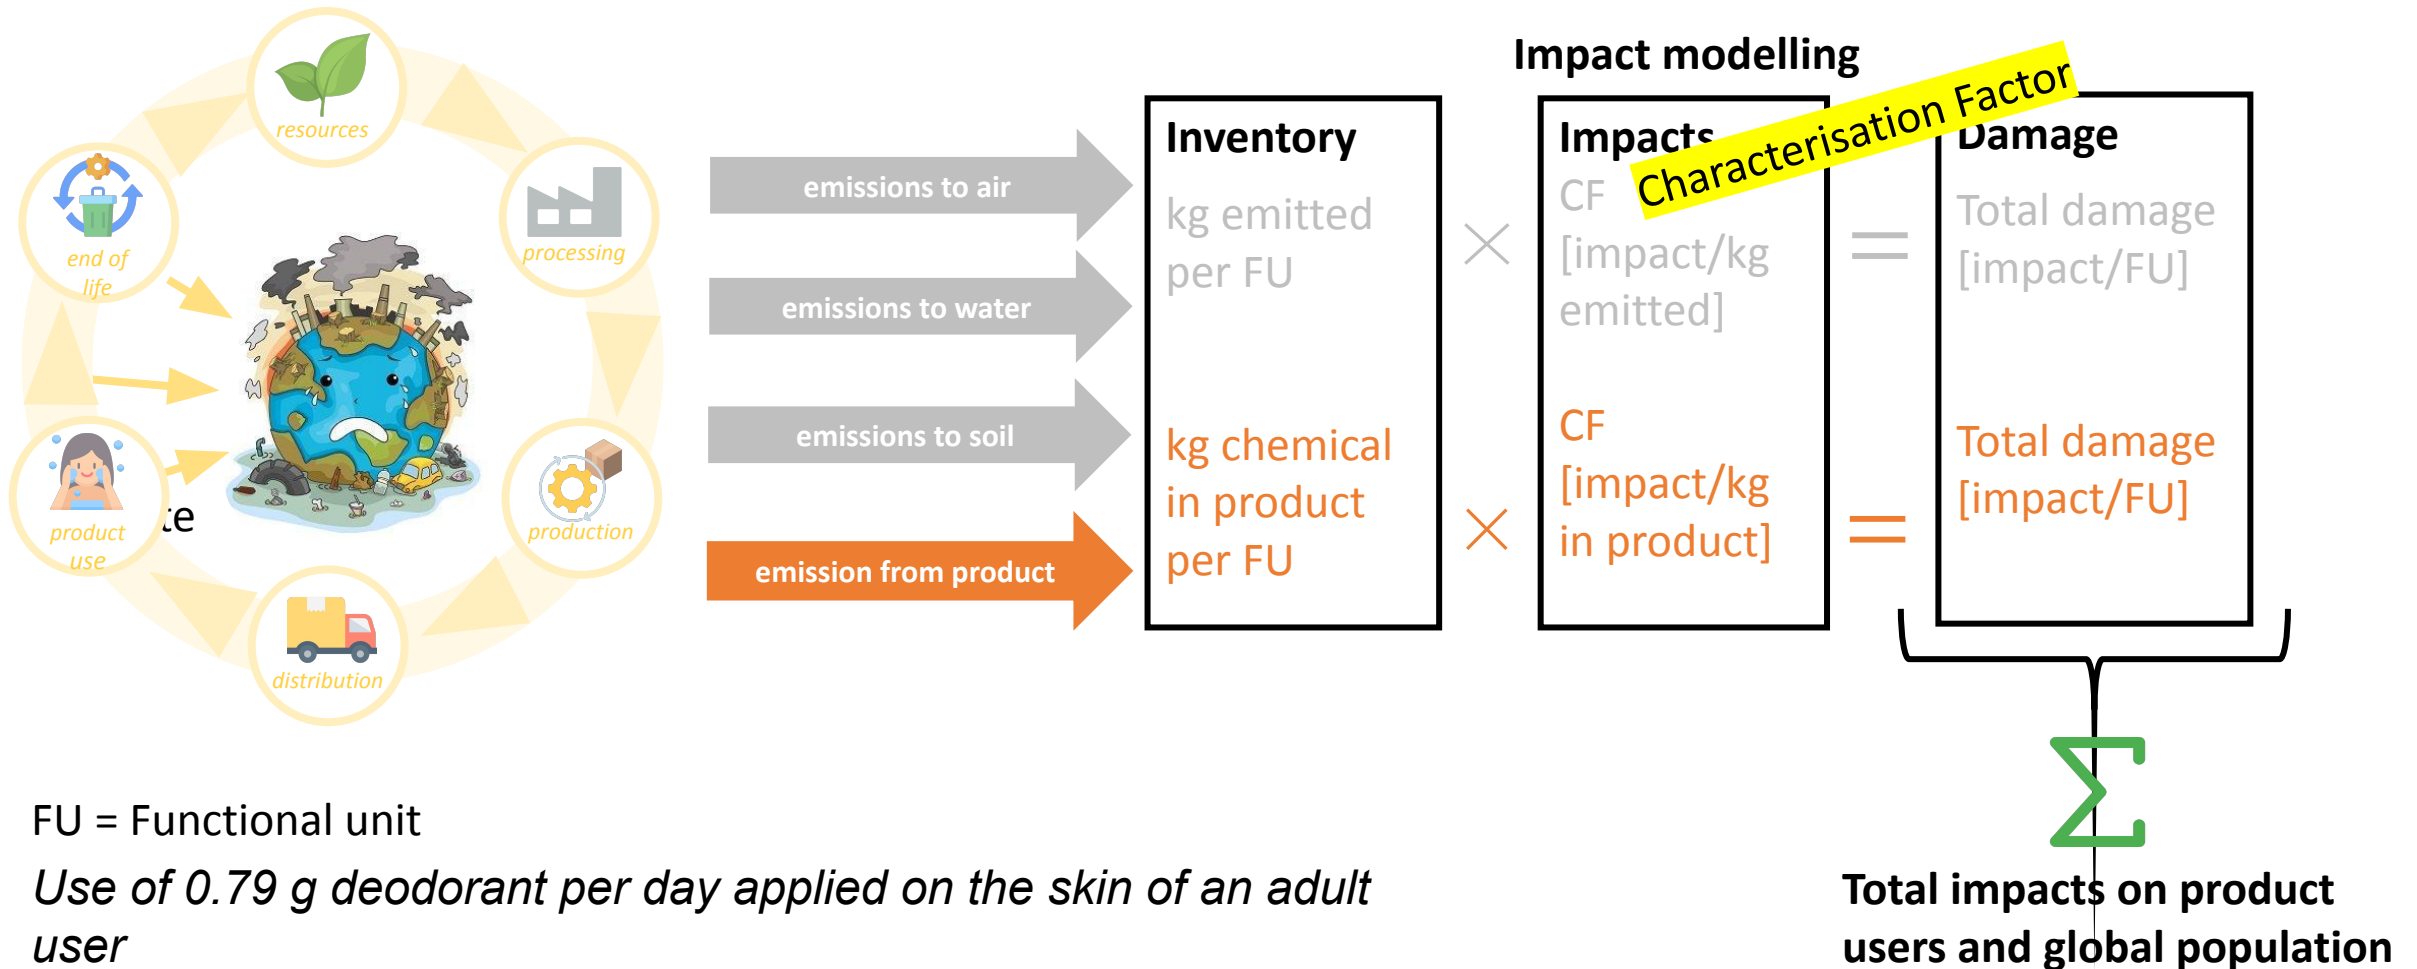 resources
processing
production
distribution
product
use
end of
life
te
emissions to air
emissions to water
emissions to soil
emission from product
Impact modelling
Characterisation Factor
Inventory
kg emitted
per FU
kg chemical
in product
per FU
×
×
Impacts
CF
[impact/kg
emitted]
CF
[impact/kg
in product]
=
=
Damage
Total damage
[impact/FU]
Total damage
[impact/FU]
Σ
Total impacts on product
users and global population
FU = Functional unit
Use of 0.79 g deodorant per day applied on the skin of an adult
user